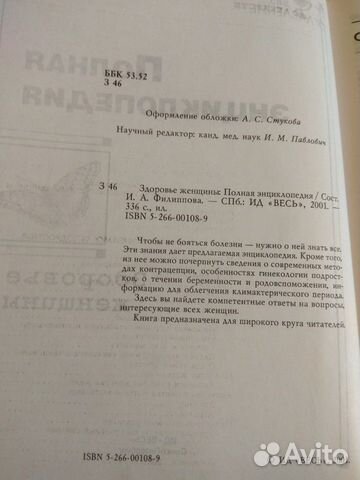 ББК 53.52
З 46
Оформление обложки: А. С. Стукова
Научный редактор: канд. мед. наук И. М. Павлович
З 46 Здоровье женщины: Полная энциклопедия / Сост.
И. А. Филиппова. — СПб.: ИД «ВЕСЬ», 2001. —
336 с., ил.
ISBN 5-266-00108-9
Чтобы не бояться болезни — нужно о ней знать все.
Эти знания дает предлагаемая энциклопедия. Кроме того,
из нее можно почерпнуть сведения о современных мето-
дах контрацепции, особенностях гинекологии подрост-
ков, о течении беременности и родовспоможении, ин-
формацию для облегчения климактерического периода.
Здесь вы найдете компетентные ответы на вопросы,
интересующие всех женщин.
Книга предназначена для широкого круга читателей.
ISBN 5-266-00108-9
Avito